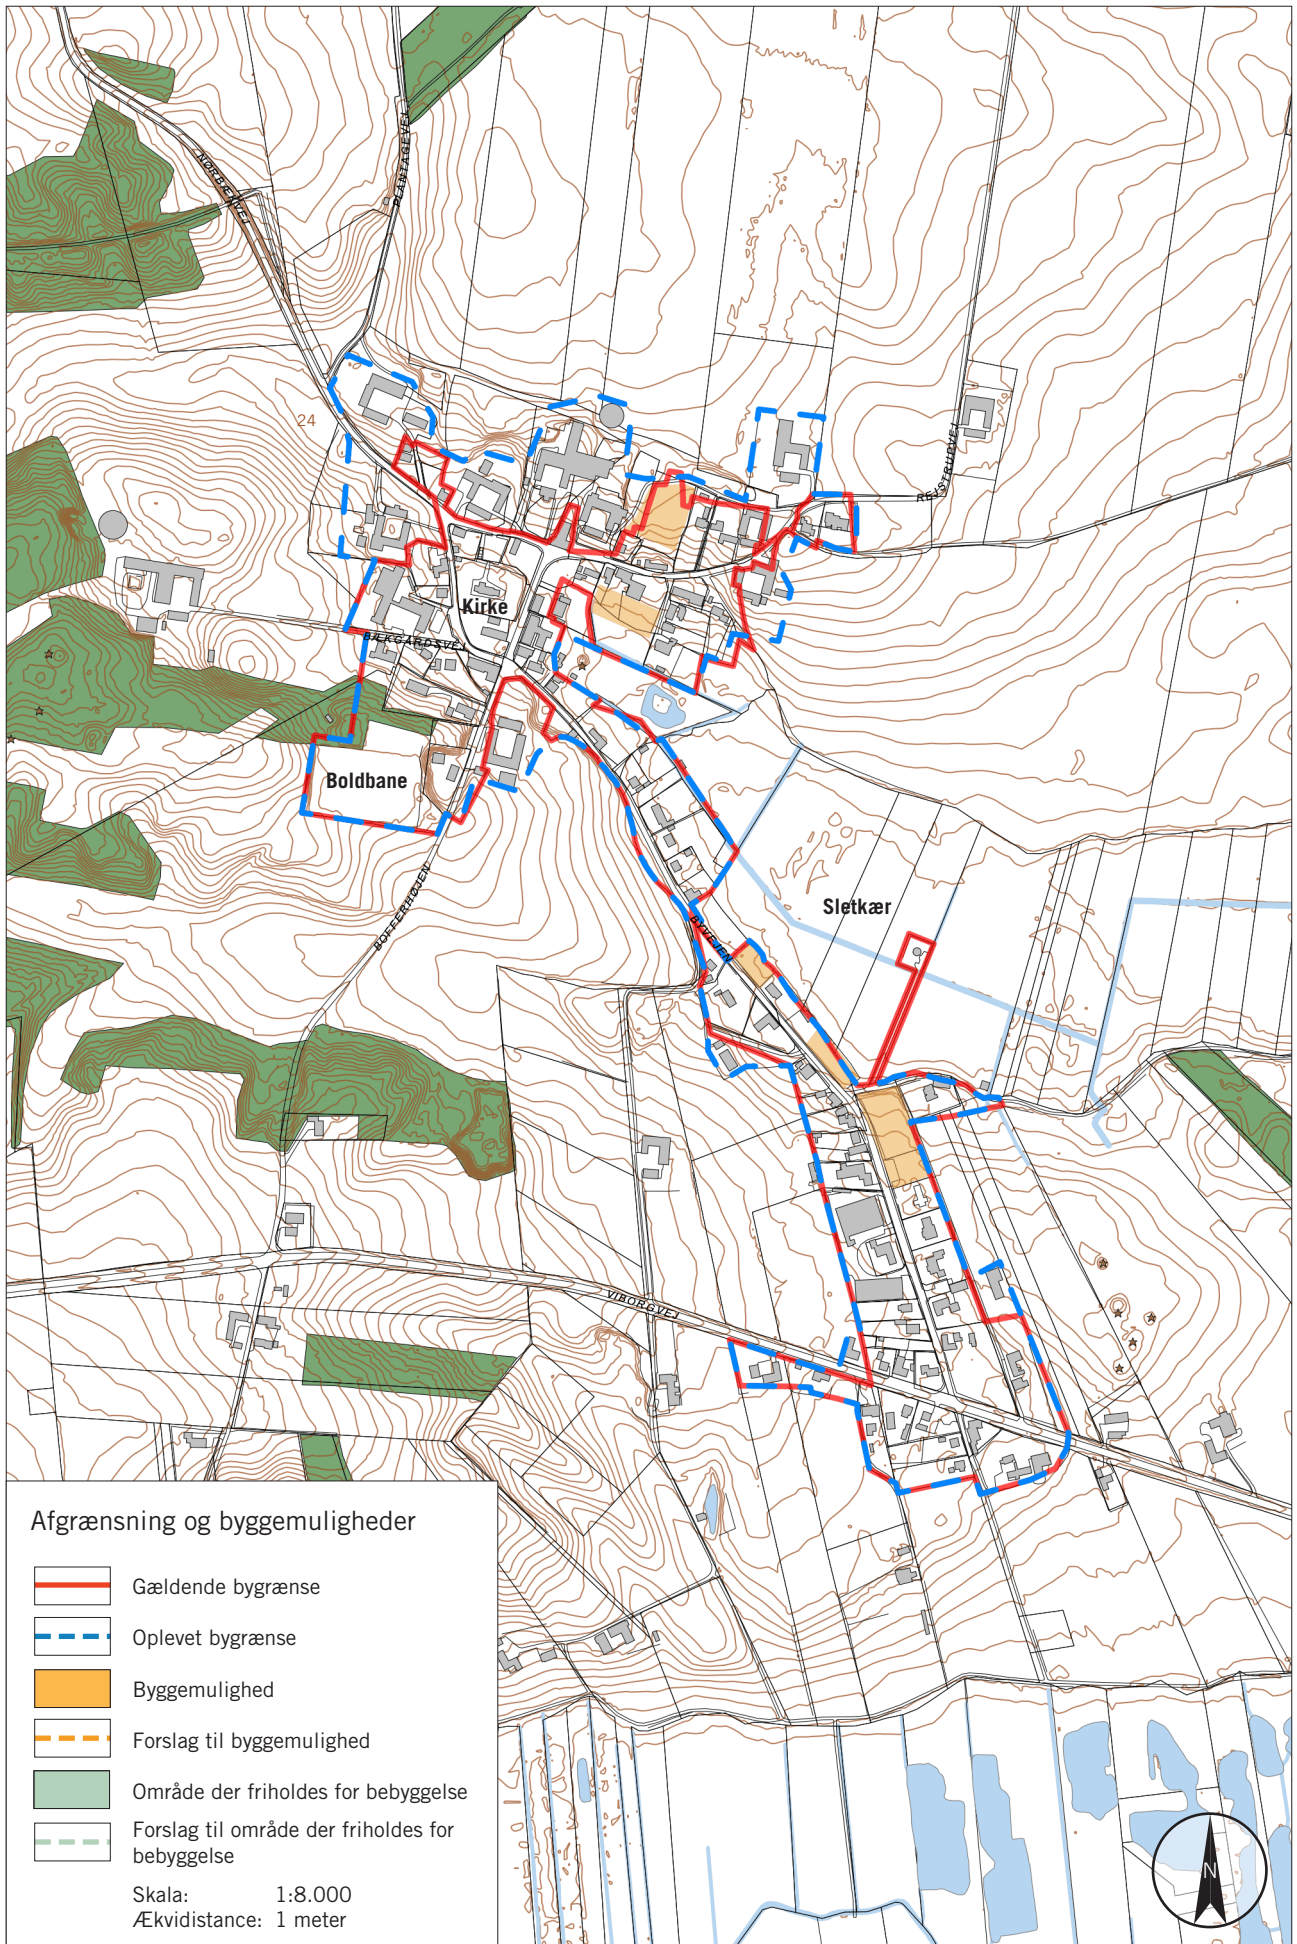 PLANTAGEVEJ
NØRBÆKVEJ
24
REJSTRUPVEJ
Kirke
BÆKGÅRDSVEJ
Boldbane
BOFFERHØJEN
Sletkær
BYVEJEN
VIBORGVEJ
Afgrænsning og byggemuligheder
Gældende bygrænse
Oplevet bygrænse
Byggemulighed
Forslag til byggemulighed
Område der friholdes for bebyggelse
Forslag til område der friholdes for
bebyggelse
Skala: 1:8.000
Ækvidistance: 1 meter
N